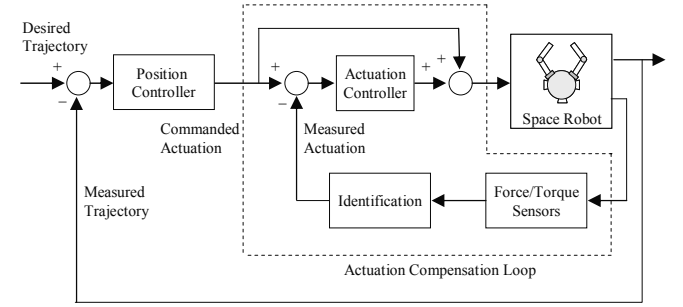 Desired
Trajectory
+
−
Position
Controller
Commanded
Actuation
+
−
Actuation
Controller
+
+
Measured
Actuation
Space Robot
Measured
Trajectory
Identification
Force/Torque
Sensors
Actuation Compensation Loop